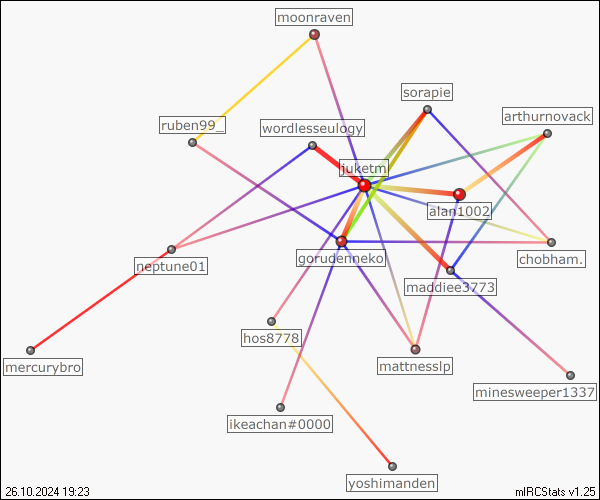 moonraven
sorapie
arthurnovack
ruben99_
wordlesseulogy
juketm
alan1002
neptune01
gorudenneko
chobham.
maddiee3773
hos8778
mercurybro
mattnesslp
minesweeper1337
ikeachan#0000
yoshimanden
26.10.2024 19:23
mIRCStats v1.25